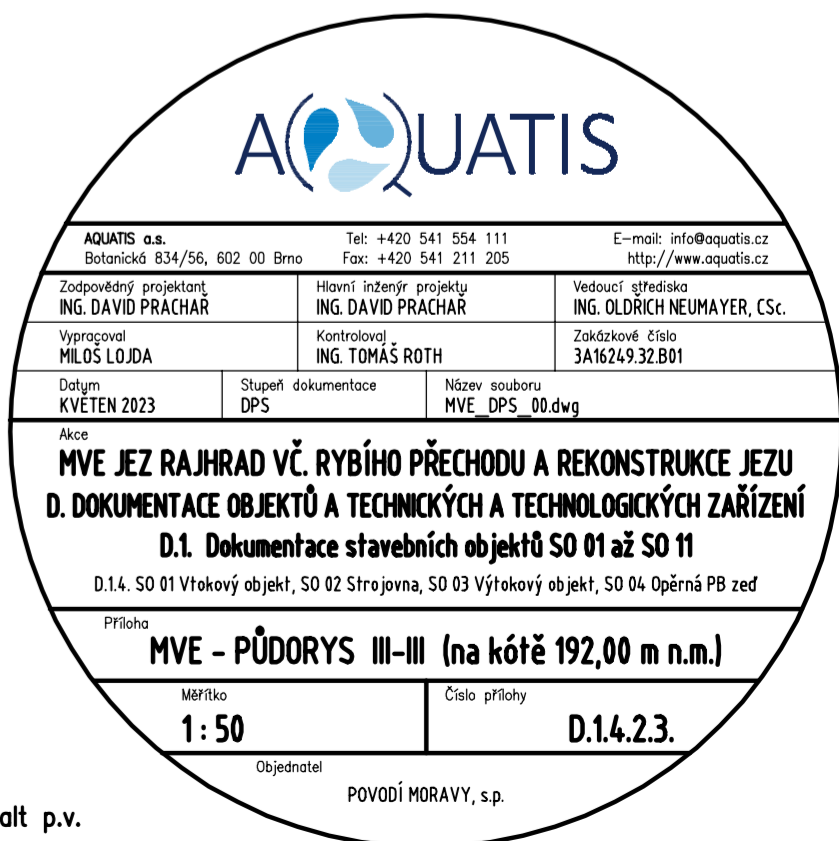 AQUATIS
AQUATIS a.s. Tel: +420 541 554 111 E-mail: info@aquatis.cz
Botanická 834/56, 602 00 Brno Fax: +420 541 211 205 http://www.aquatis.cz
Zodpovědný projektant Hlavní inženýr projektu Vedoucí střediska
ING. DAVID PRACHAŘ ING. DAVID PRACHAŘ ING. OLDŘICH NEUMAYER, CSc.
Vypracoval Kontroloval Zakázkové číslo
MILOŠ LOJDA ING. TOMÁŠ ROTH 3A16249.32.B01
Datum Stupeň dokumentace Název souboru
KVĚTEN 2023 DPS MVE_DPS_00.dwg
Akce
MVE JEZ RAJHRAD VČ. RYBÍHO PŘECHODU A REKONSTRUKCE JEZU
D. DOKUMENTACE OBJEKTŮ A TECHNICKÝCH A TECHNOLOGICKÝCH ZAŘÍZENÍ
D.1. Dokumentace stavebních objektů SO 01 až SO 11
D.1.4. SO 01 Vtokový objekt, SO 02 Strojovna, SO 03 Výtokový objekt, SO 04 Opěrná PB zeď
Příloha
MVE - PŮDORYS III-III (na kótě 192,00 m n.m.)
Měřítko Číslo přílohy
1 : 50 D.1.4.2.3.
Objednatel
POVODÍ MORAVY, s.p.
alt p.v.